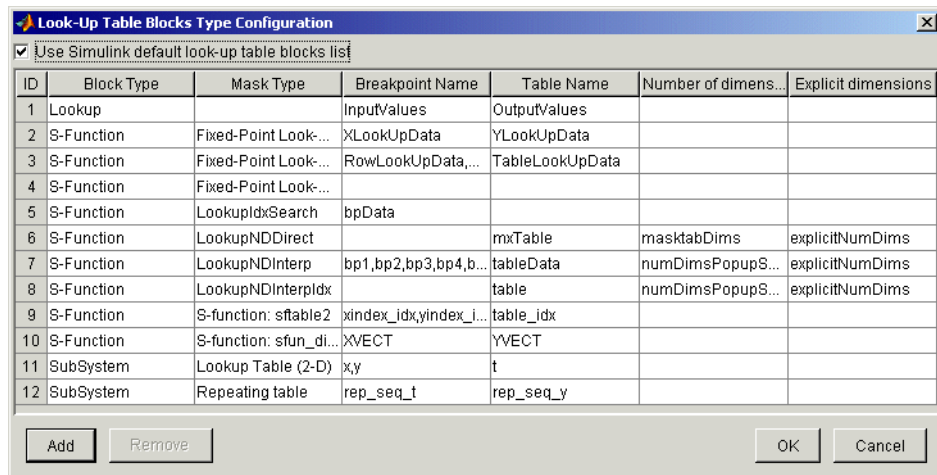 Look-Up Table Blocks Type Configuration
Use Simulink default look-up table blocks list
ID Block Type Mask Type Breakpoint Name Table Name Number of dimens... Explicit dimensions
1 Lookup InputValues OutputValues
2 S-Function Fixed-Point Look-... XLookUpData YLookUpData
3 S-Function Fixed-Point Look-... RowLookUpData,... TableLookUpData
4 S-Function Fixed-Point Look-...
5 S-Function LookupIdxSearch bpData
6 S-Function LookupNDDirect mxTable masktabDims explicitNumDims
7 S-Function LookupNDInterp bp1,bp2,bp3,bp4,b... tableData numDimsPopupS... explicitNumDims
8 S-Function LookupNDInterpIdx table numDimsPopupS... explicitNumDims
9 S-Function S-function: sftable2 xindex_idx,yindex_i... table_idx
10 S-Function S-function: sfun_di... XVECT YVECT
11 SubSystem Lookup Table (2-D) x,y t
12 SubSystem Repeating table rep_seq_t rep_seq_y
Add Remove OK Cancel